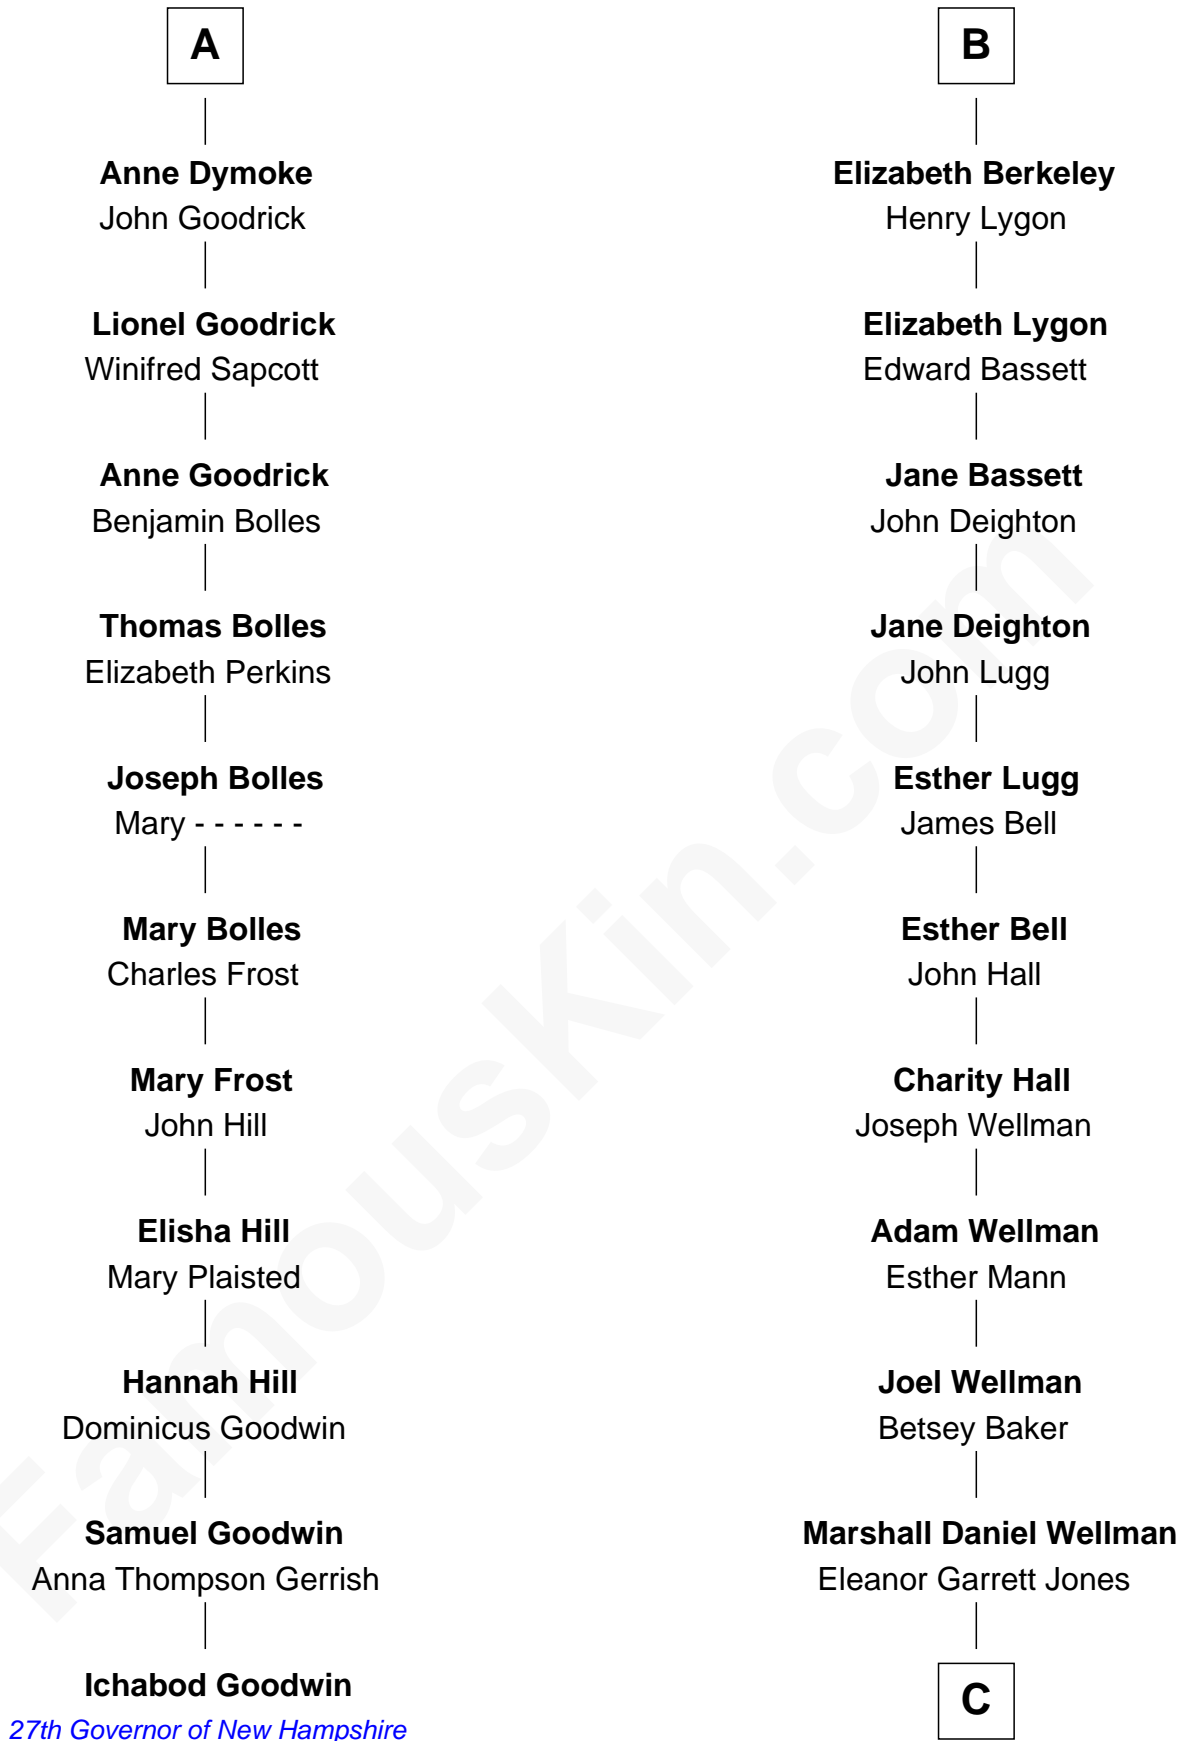 A
Anne Dymoke
John Goodrick
Lionel Goodrick
Winifred Sapcott
Anne Goodrick
Benjamin Bolles
Thomas Bolles
Elizabeth Perkins
Joseph Bolles
Mary - - - - - -
Mary Bolles
Charles Frost
Mary Frost
John Hill
Elisha Hill
Mary Plaisted
Hannah Hill
Dominicus Goodwin
Samuel Goodwin
Anna Thompson Gerrish
Ichabod Goodwin
27th Governor of New Hampshire
B
Elizabeth Berkeley
Henry Lygon
Elizabeth Lygon
Edward Bassett
Jane Bassett
John Deighton
Jane Deighton
John Lugg
Esther Lugg
James Bell
Esther Bell
John Hall
Charity Hall
Joseph Wellman
Adam Wellman
Esther Mann
Joel Wellman
Betsey Baker
Marshall Daniel Wellman
Eleanor Garrett Jones
C
FamousKin.com